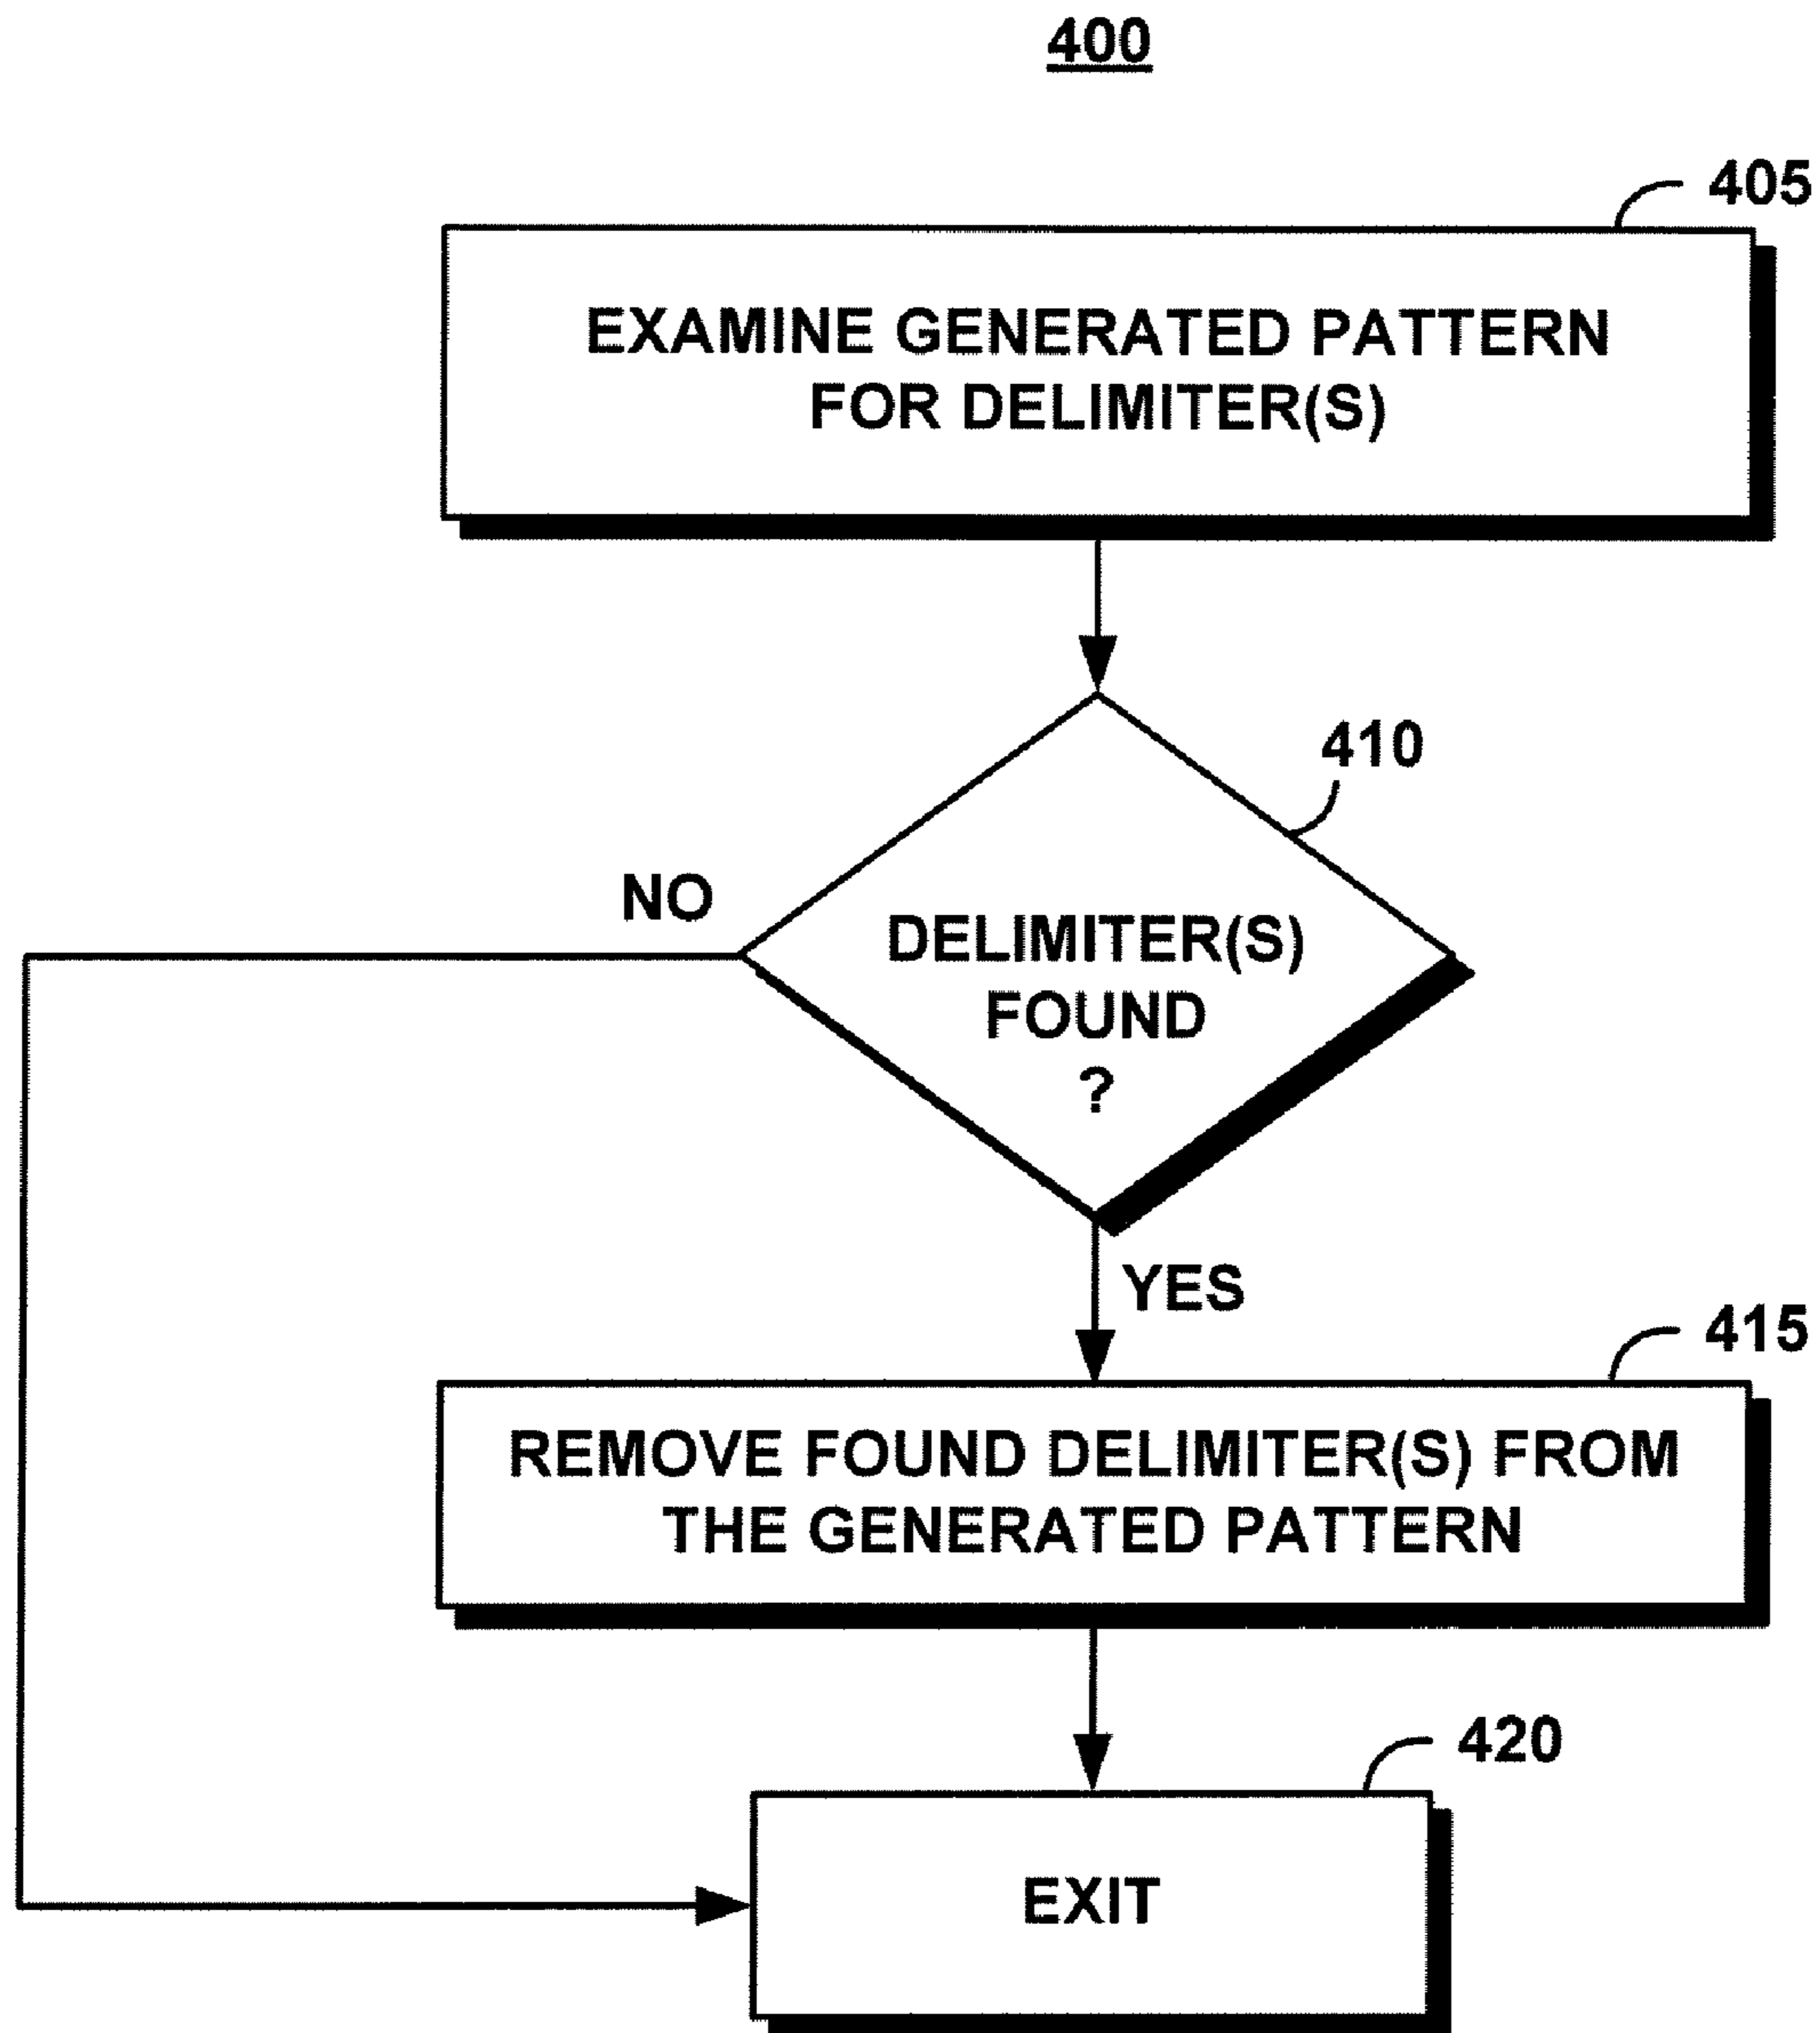 400
405
EXAMINE GENERATED PATTERN
FOR DELIMITER(S)
410
NO
DELIMITER(S)
FOUND
?
YES
415
REMOVE FOUND DELIMITER(S) FROM
THE GENERATED PATTERN
420
EXIT